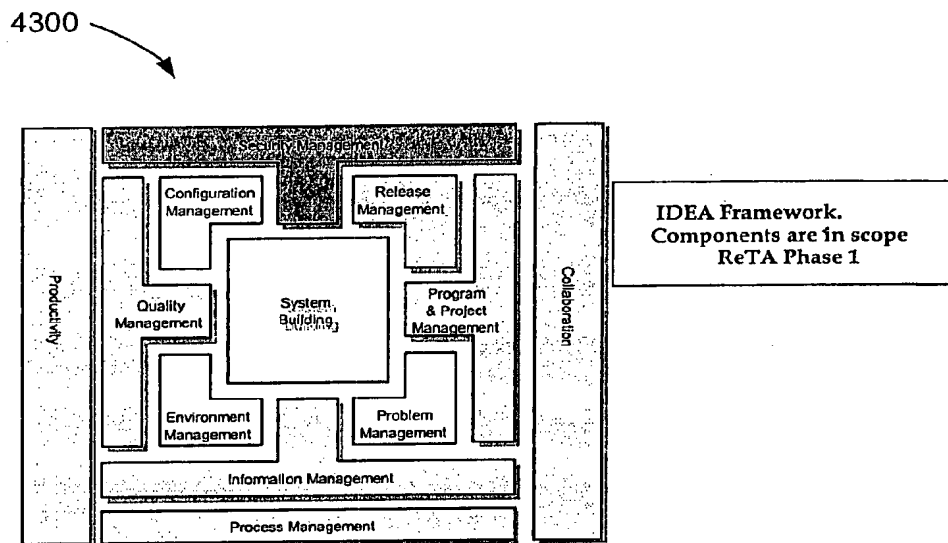 4300
Security Management
Configuration
Management
Release
Management
IDEA Framework.
Components are in scope
ReTA Phase 1
Productivity
Quality
Management
System
Building
Program
& Project
Management
Collaboration
Environment
Management
Problem
Management
Information Management
Process Management